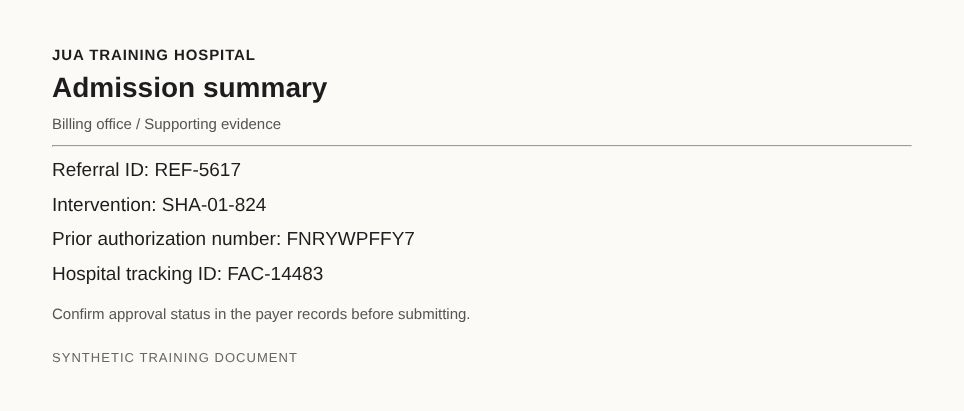 JUA TRAINING HOSPITAL
Admission summary
Billing office / Supporting evidence
Referral ID: REF-5617
Intervention: SHA-01-824
Prior authorization number: FNRYWPFFY7
Hospital tracking ID: FAC-14483
Confirm approval status in the payer records before submitting.
SYNTHETIC TRAINING DOCUMENT